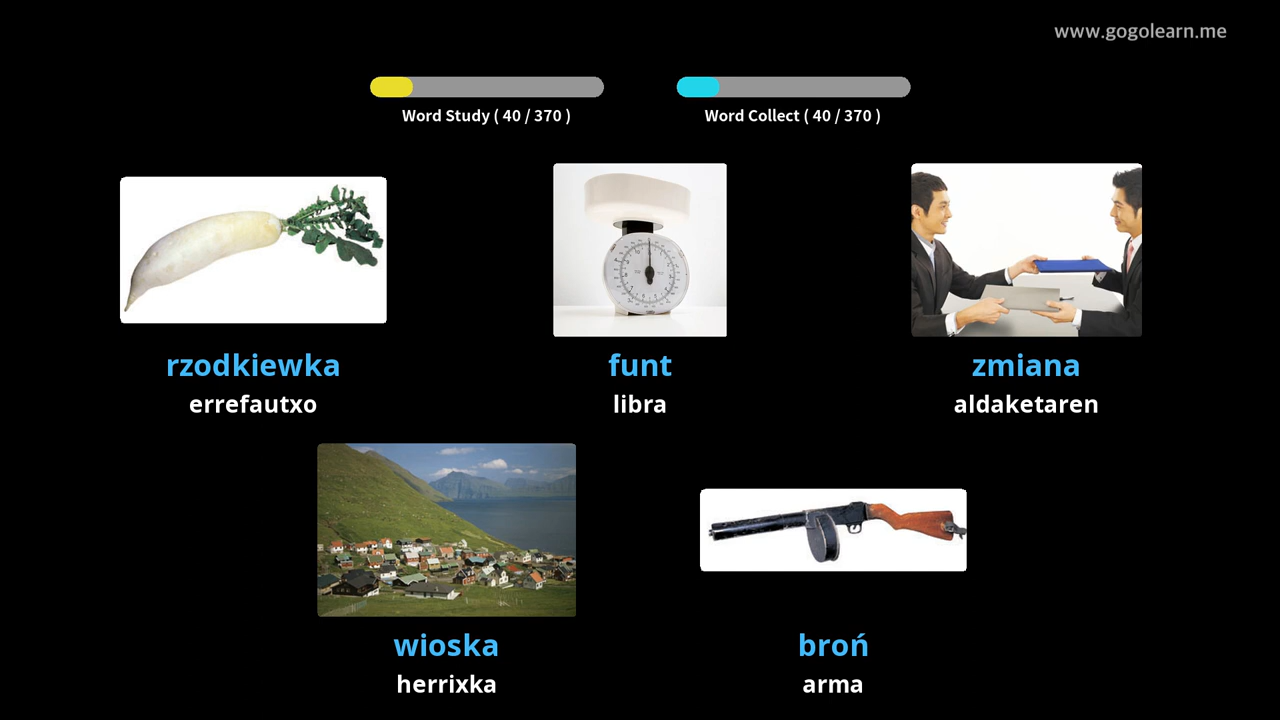 www.gogolearn.me
Word Study ( 40 / 370 )
Word Collect ( 40 / 370 )
rzodkiewka
errefautxo
funt
libra
zmiana
aldaketaren
wioska
herrixka
broń
arma